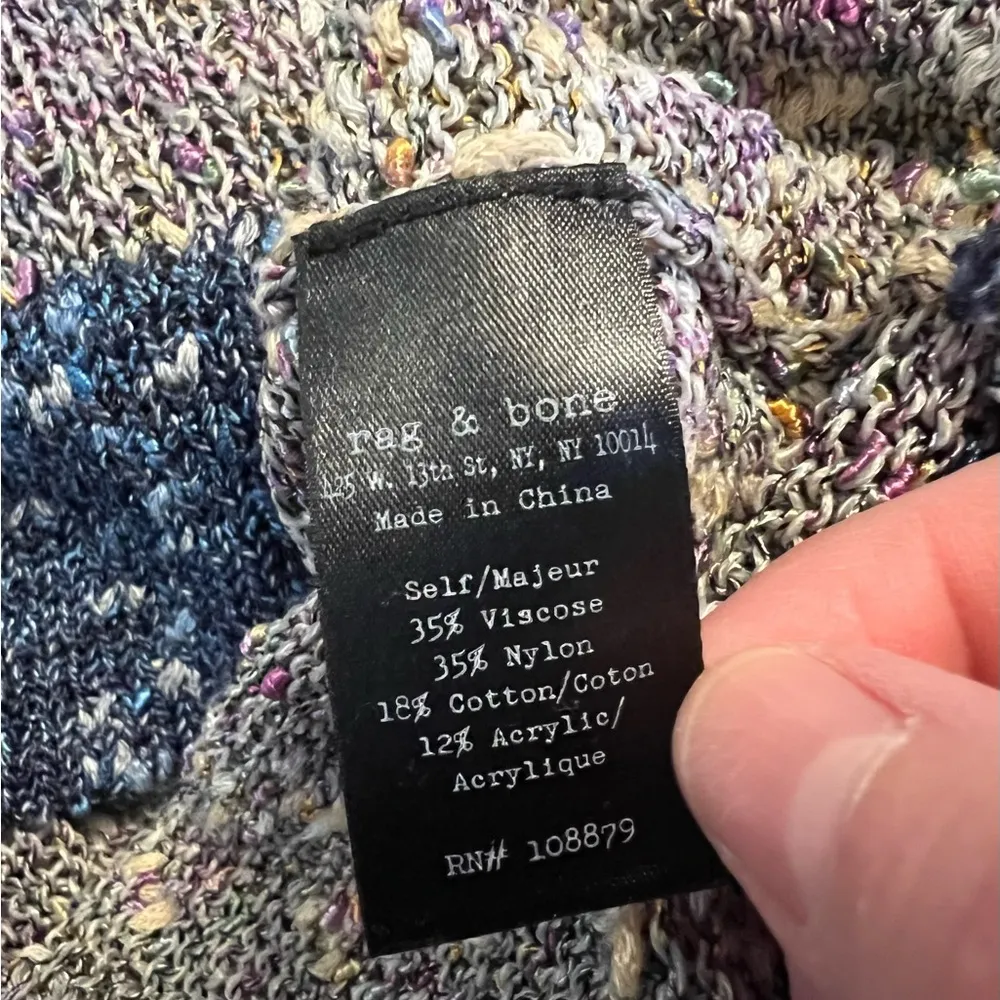 rag & bone
425 W. 13th St, NY, NY 10014
Made in China
Self/Majeur
35% Viscose
35% Nylon
18% Cotton/Coton
12% Acrylic/
Acrylique
RN# 108879